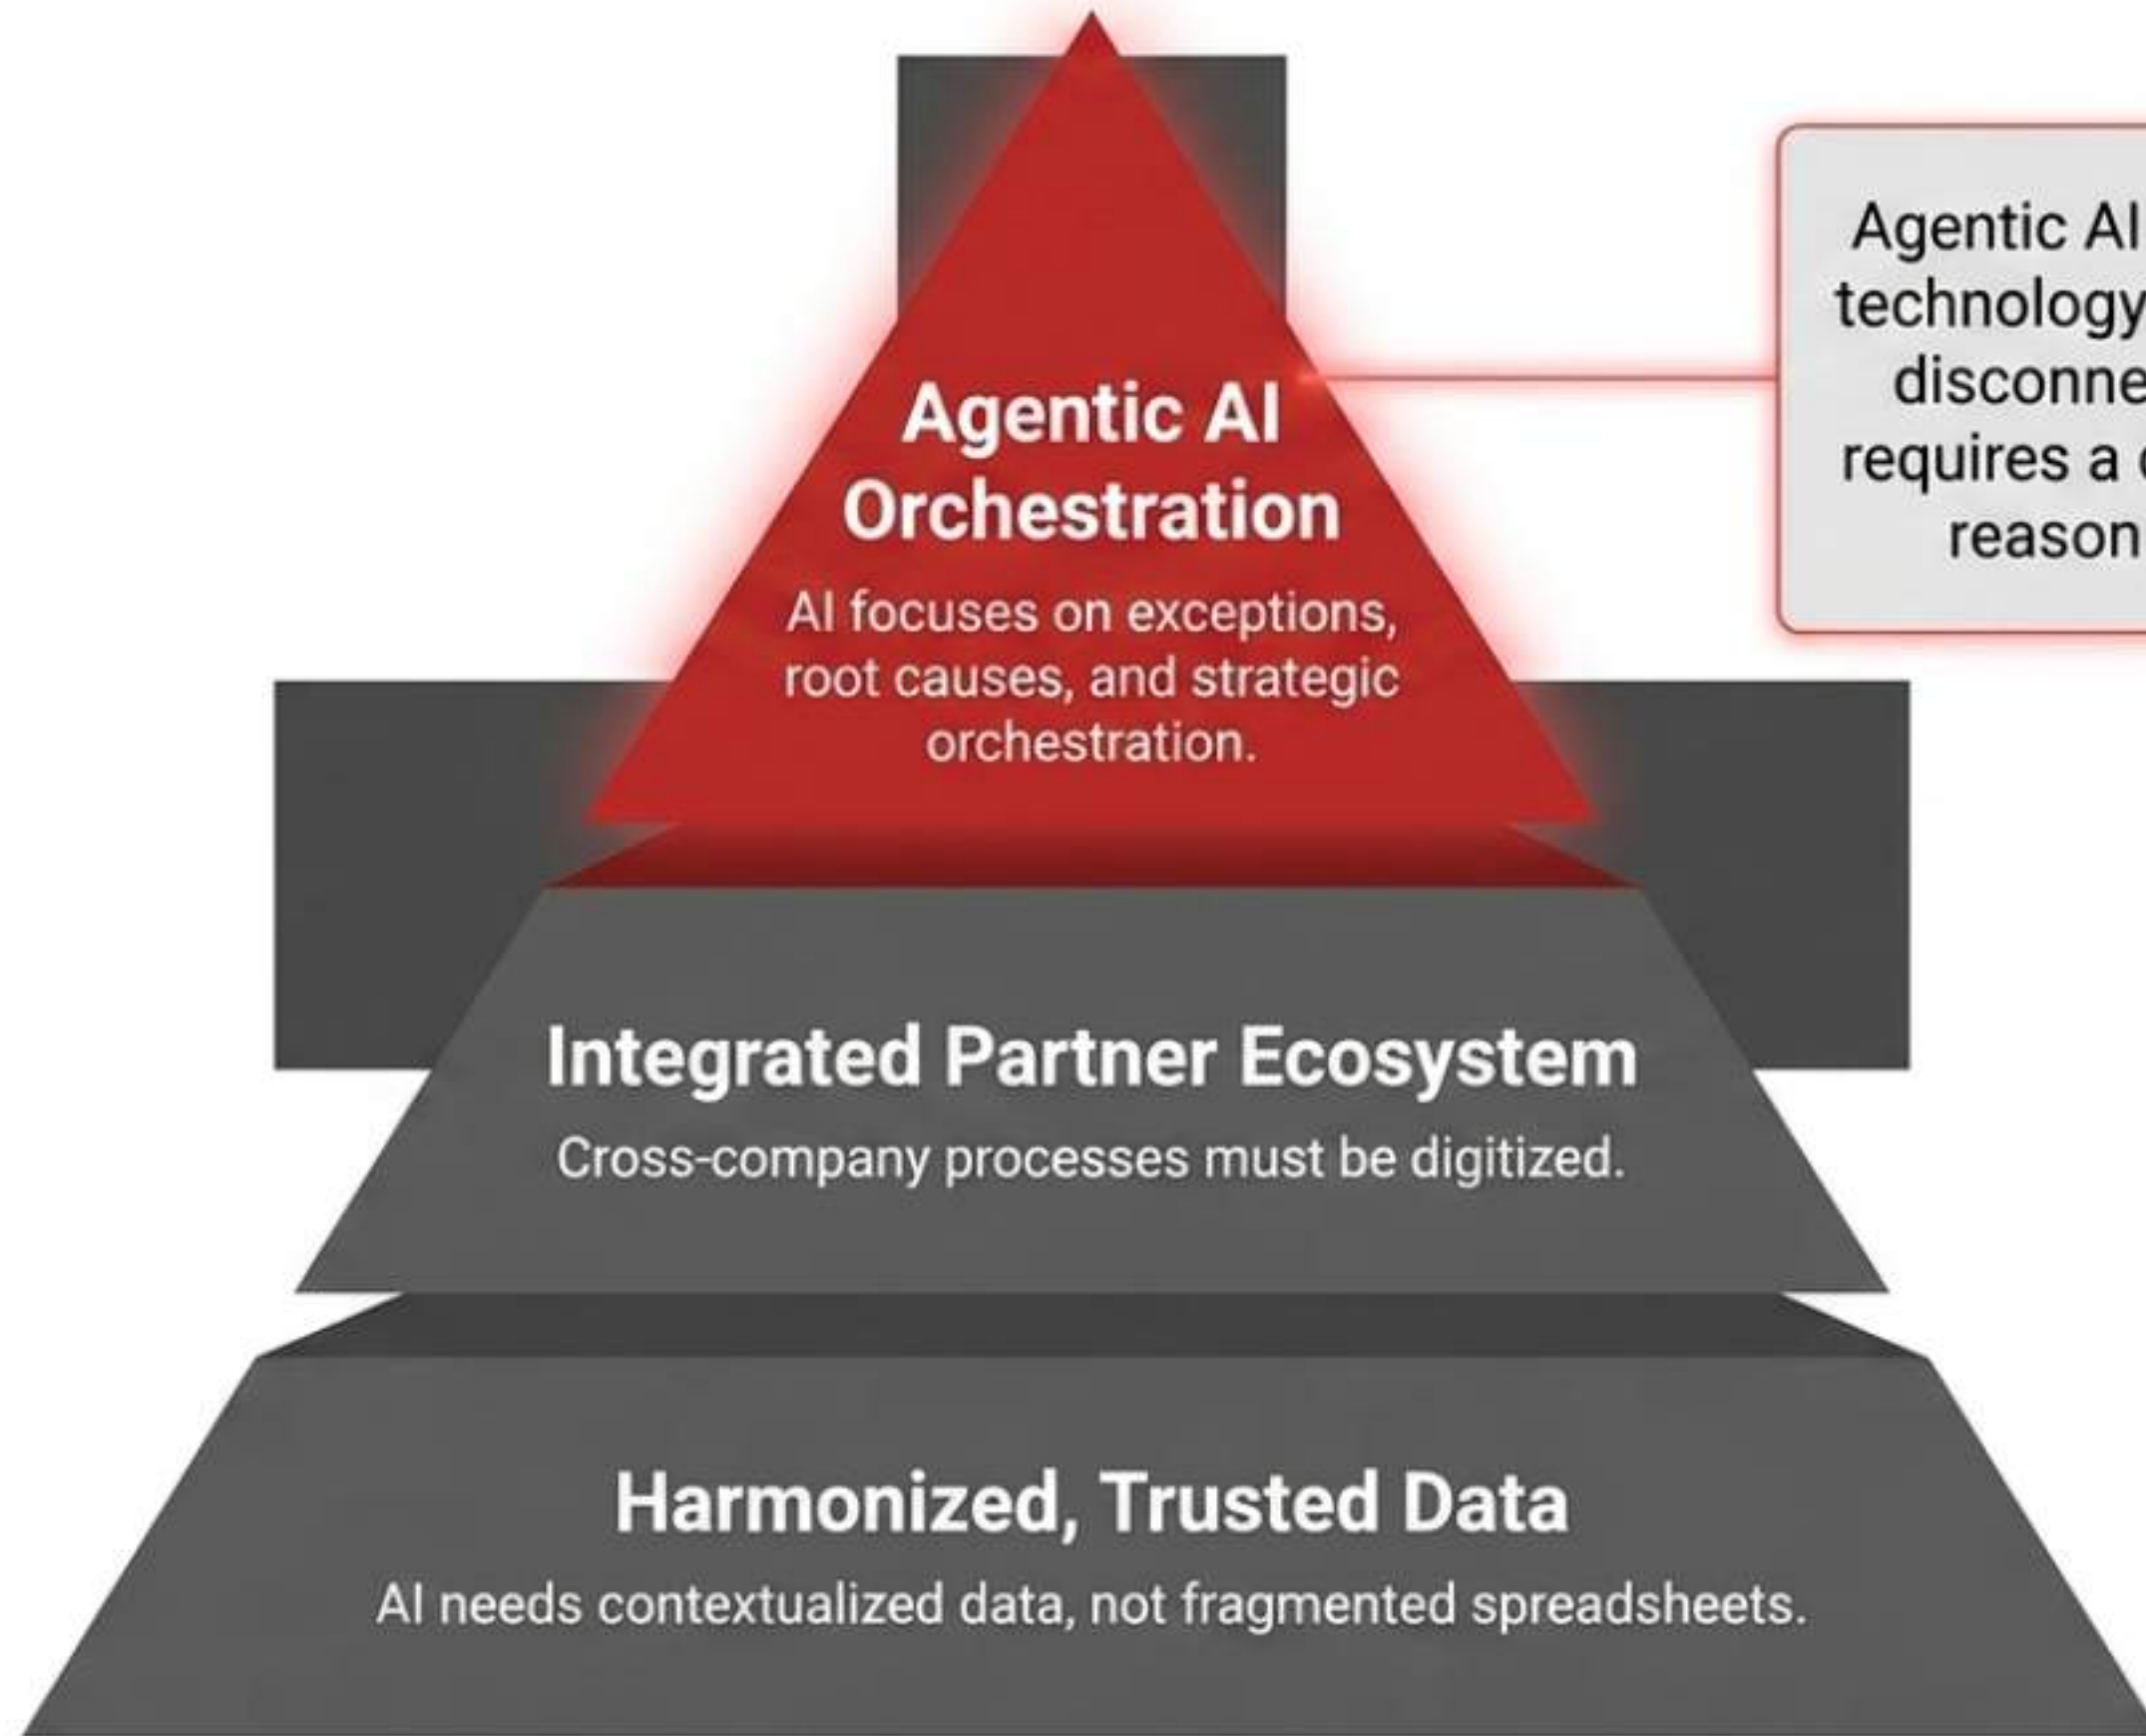 Agentic AI
Orchestration
AI focuses on exceptions,
root causes, and strategic
orchestration.
Agentic AI
technology
requires a
reason
Integrated Partner Ecosystem
Cross-company processes must be digitized.
Harmonized, Trusted Data
AI needs contextualized data, not fragmented spreadsheets.